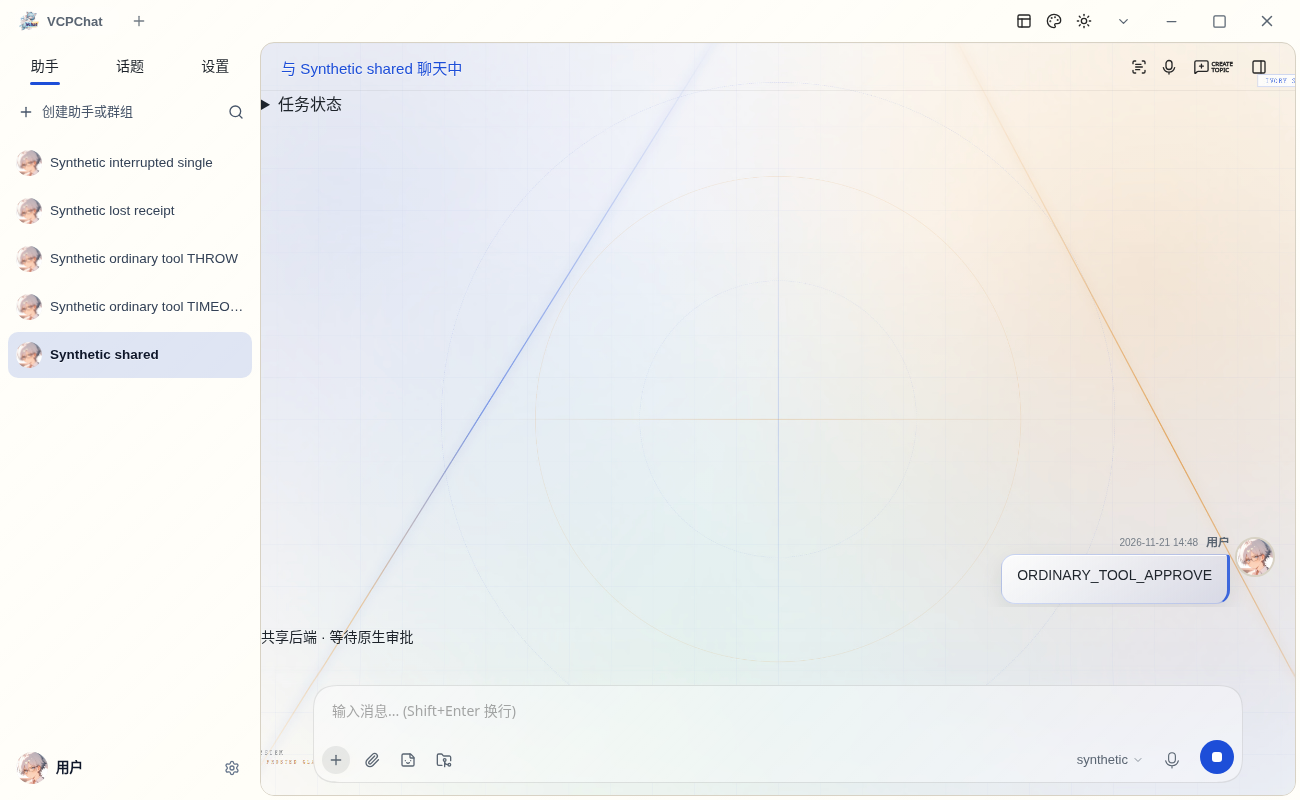 VCPChat
助手 话题 设置
创建助手或群组
Synthetic interrupted single
Synthetic lost receipt
Synthetic ordinary tool THROW
Synthetic ordinary tool TIMEO…
Synthetic shared
用户
与 Synthetic shared 聊天中
CREATE
TOPIC
任务状态
2026-11-21 14:48 用户
ORDINARY_TOOL_APPROVE
共享后端 · 等待原生审批
输入消息... (Shift+Enter 换行)
synthetic